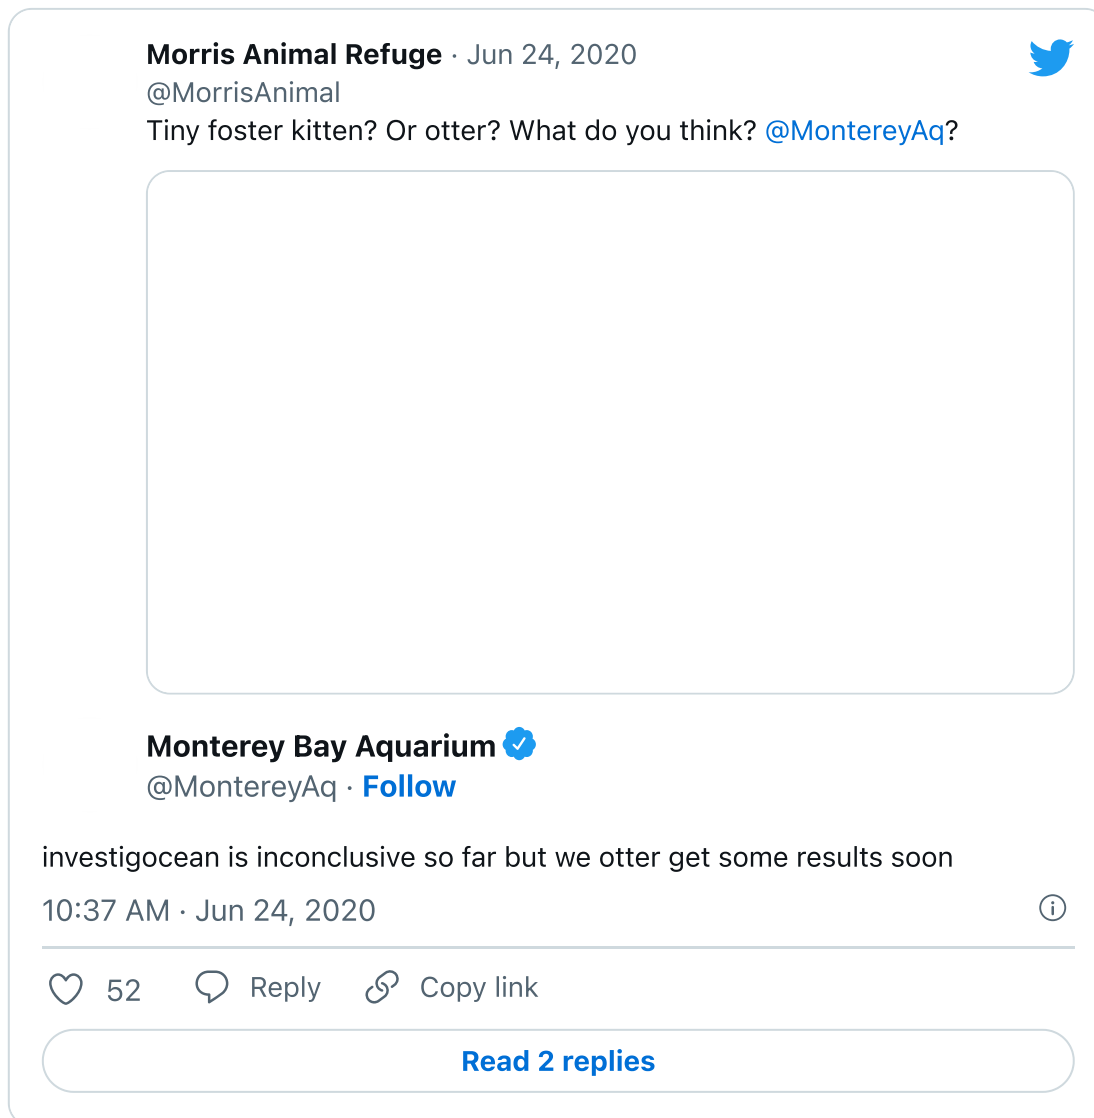 Morris Animal Refuge · Jun 24, 2020
@MorrisAnimal
Tiny foster kitten? Or otter? What do you think? @MontereyAq?
Monterey Bay Aquarium
@MontereyAq · Follow
investigocean is inconclusive so far but we otter get some results soon
10:37 AM · Jun 24, 2020
52 Reply Copy link
Read 2 replies